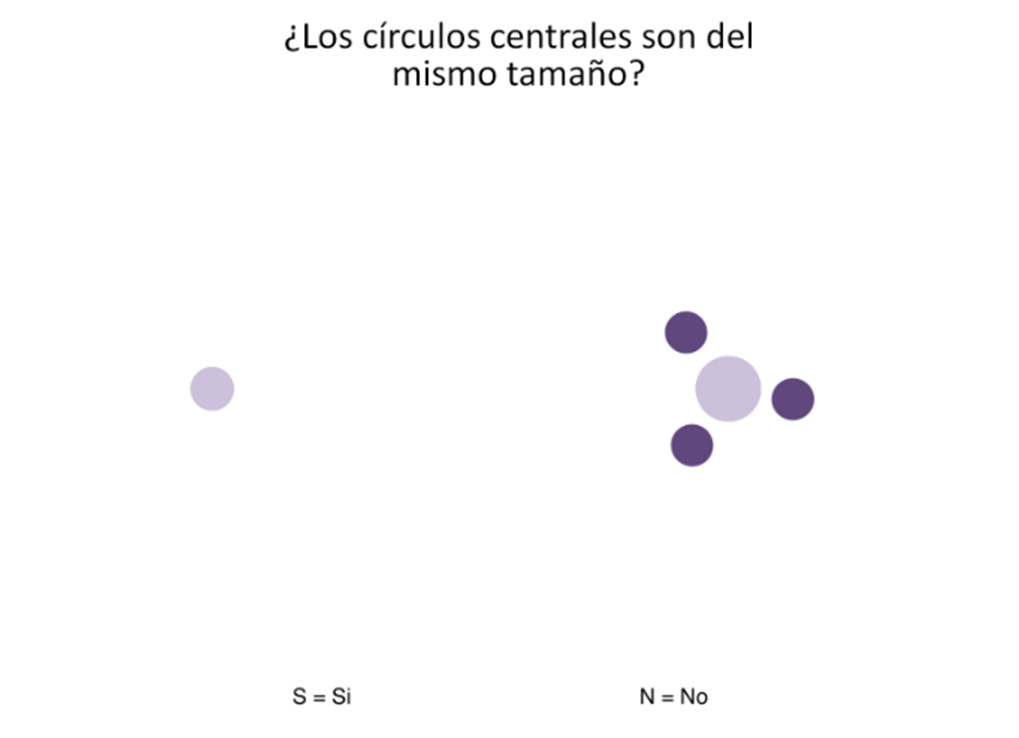 ¿Los círculos centrales son del
mismo tamaño?
S = Si
N = No